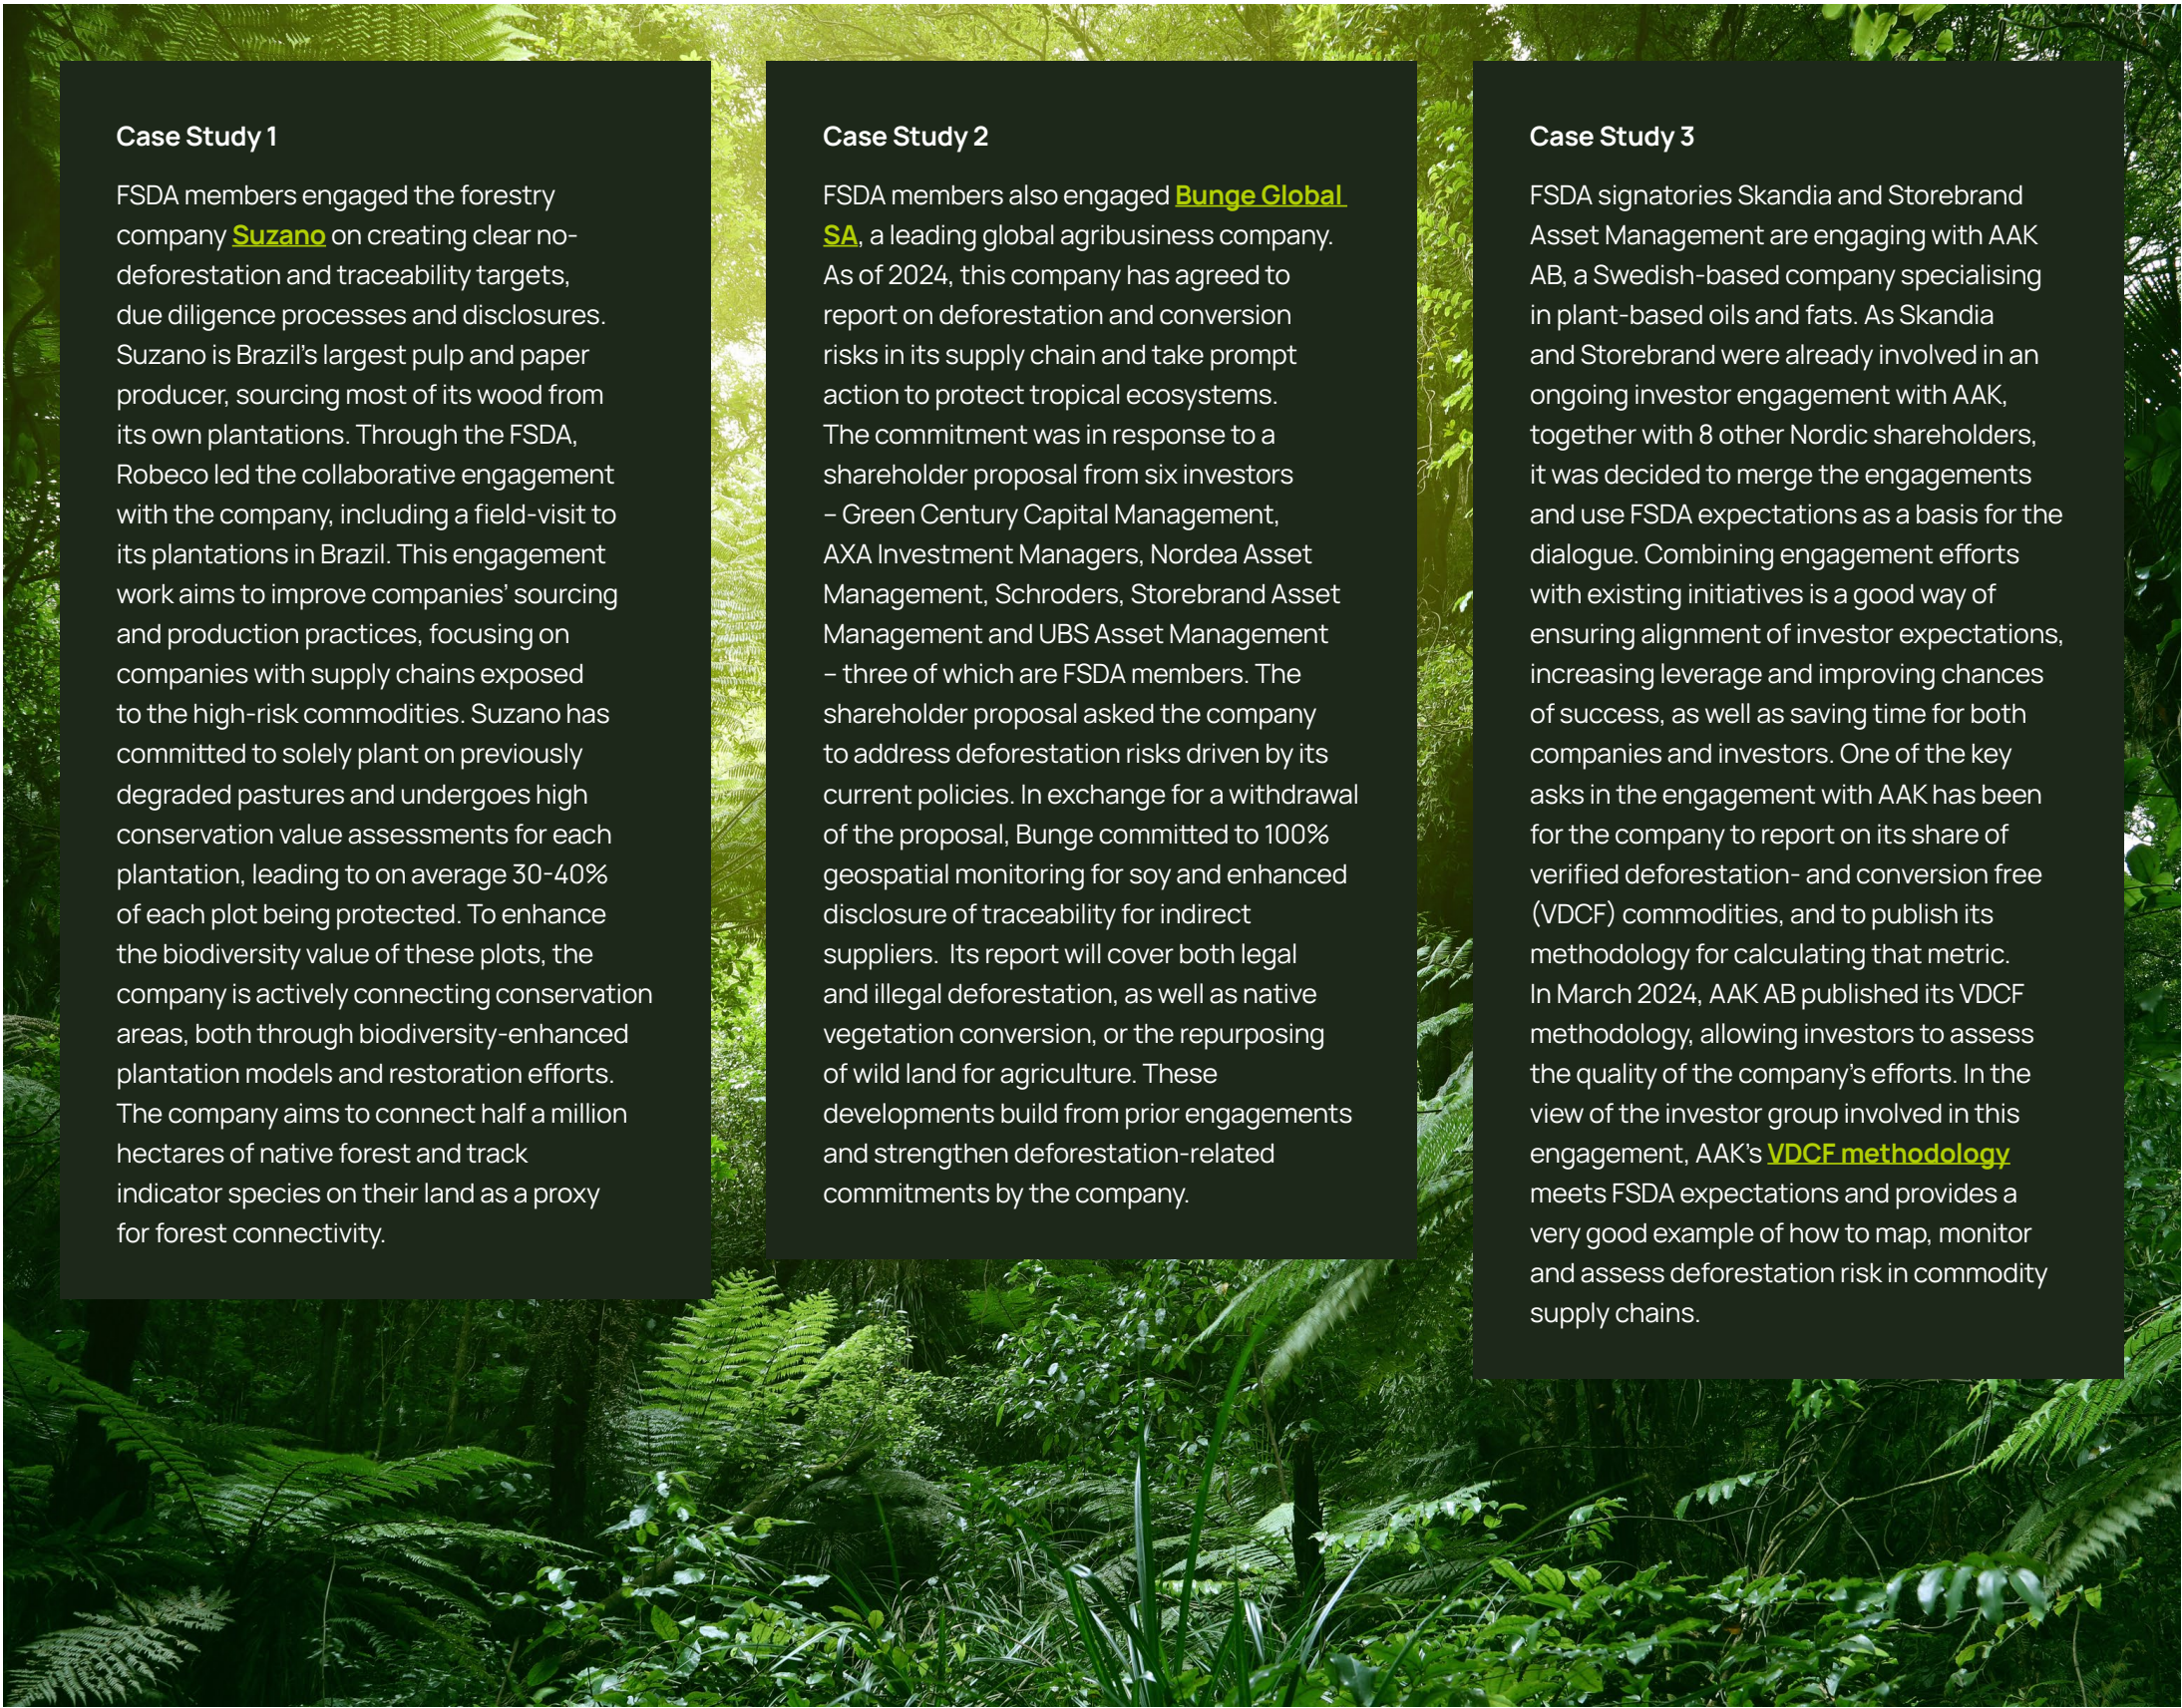 Case Study 1
FSDA members engaged the forestry
company Suzano on creating clear no-
deforestation and traceability targets,
due diligence processes and disclosures.
Suzano is Brazil’s largest pulp and paper
producer, sourcing most of its wood from
its own plantations. Through the FSDA,
Robeco led the collaborative engagement
with the company, including a field-visit to
its plantations in Brazil. This engagement
work aims to improve companies’ sourcing
and production practices, focusing on
companies with supply chains exposed
to the high-risk commodities. Suzano has
committed to solely plant on previously
degraded pastures and undergoes high
conservation value assessments for each
plantation, leading to on average 30-40%
of each plot being protected. To enhance
the biodiversity value of these plots, the
company is actively connecting conservation
areas, both through biodiversity-enhanced
plantation models and restoration efforts.
The company aims to connect half a million
hectares of native forest and track
indicator species on their land as a proxy
for forest connectivity.
Case Study 2
FSDA members also engaged Bunge Global
SA, a leading global agribusiness company.
As of 2024, this company has agreed to
report on deforestation and conversion
risks in its supply chain and take prompt
action to protect tropical ecosystems.
The commitment was in response to a
shareholder proposal from six investors
– Green Century Capital Management,
AXA Investment Managers, Nordea Asset
Management, Schroders, Storebrand Asset
Management and UBS Asset Management
– three of which are FSDA members. The
shareholder proposal asked the company
to address deforestation risks driven by its
current policies. In exchange for a withdrawal
of the proposal, Bunge committed to 100%
geospatial monitoring for soy and enhanced
disclosure of traceability for indirect
suppliers.  Its report will cover both legal
and illegal deforestation, as well as native
vegetation conversion, or the repurposing
of wild land for agriculture. These
developments build from prior engagements
and strengthen deforestation-related
commitments by the company.
Case Study 3
FSDA signatories Skandia and Storebrand
Asset Management are engaging with AAK
AB, a Swedish-based company specialising
in plant-based oils and fats. As Skandia
and Storebrand were already involved in an
ongoing investor engagement with AAK,
together with 8 other Nordic shareholders,
it was decided to merge the engagements
and use FSDA expectations as a basis for the
dialogue. Combining engagement efforts
with existing initiatives is a good way of
ensuring alignment of investor expectations,
increasing leverage and improving chances
of success, as well as saving time for both
companies and investors. One of the key
asks in the engagement with AAK has been
for the company to report on its share of
verified deforestation- and conversion free
(VDCF) commodities, and to publish its
methodology for calculating that metric.
In March 2024, AAK AB published its VDCF
methodology, allowing investors to assess
the quality of the company’s efforts. In the
view of the investor group involved in this
engagement, AAK’s VDCF methodology
meets FSDA expectations and provides a
very good example of how to map, monitor
and assess deforestation risk in commodity
supply chains.